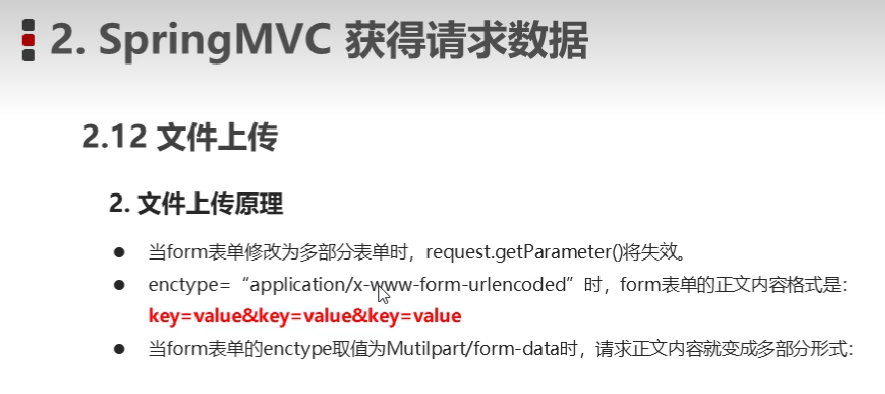 2. SpringMVC 获得请求数据
2.12 文件上传
2. 文件上传原理
● 当form表单修改为多部分表单时，request.getParameter()将失效。
● enctype=“application/x-www-form-urlencoded”时，form表单的正文内容格式是：
key=value&key=value&key=value
● 当form表单的enctype取值为Mutilpart/form-data时，请求正文内容就变成多部分形式：